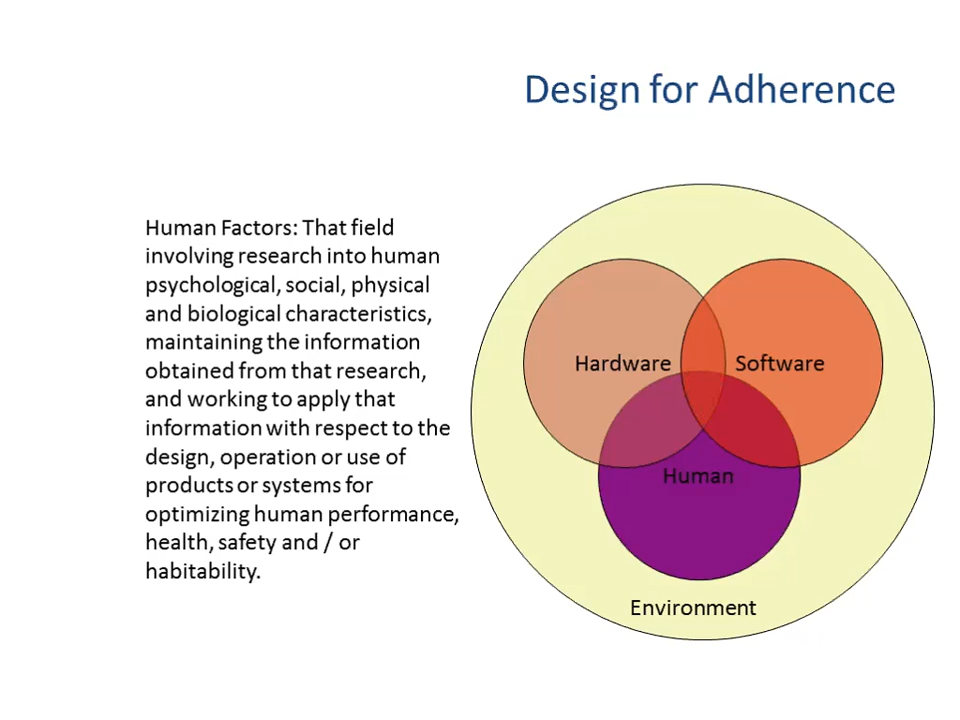 Design for Adherence
Human Factors: That field
involving research into human
psychological, social, physical
and biological characteristics,
maintaining the information
obtained from that research,
and working to apply that
information with respect to the
design, operation or use of
products or systems for
optimizing human performance,
health, safety and / or
habitability.
Hardware
Software
Human
Environment